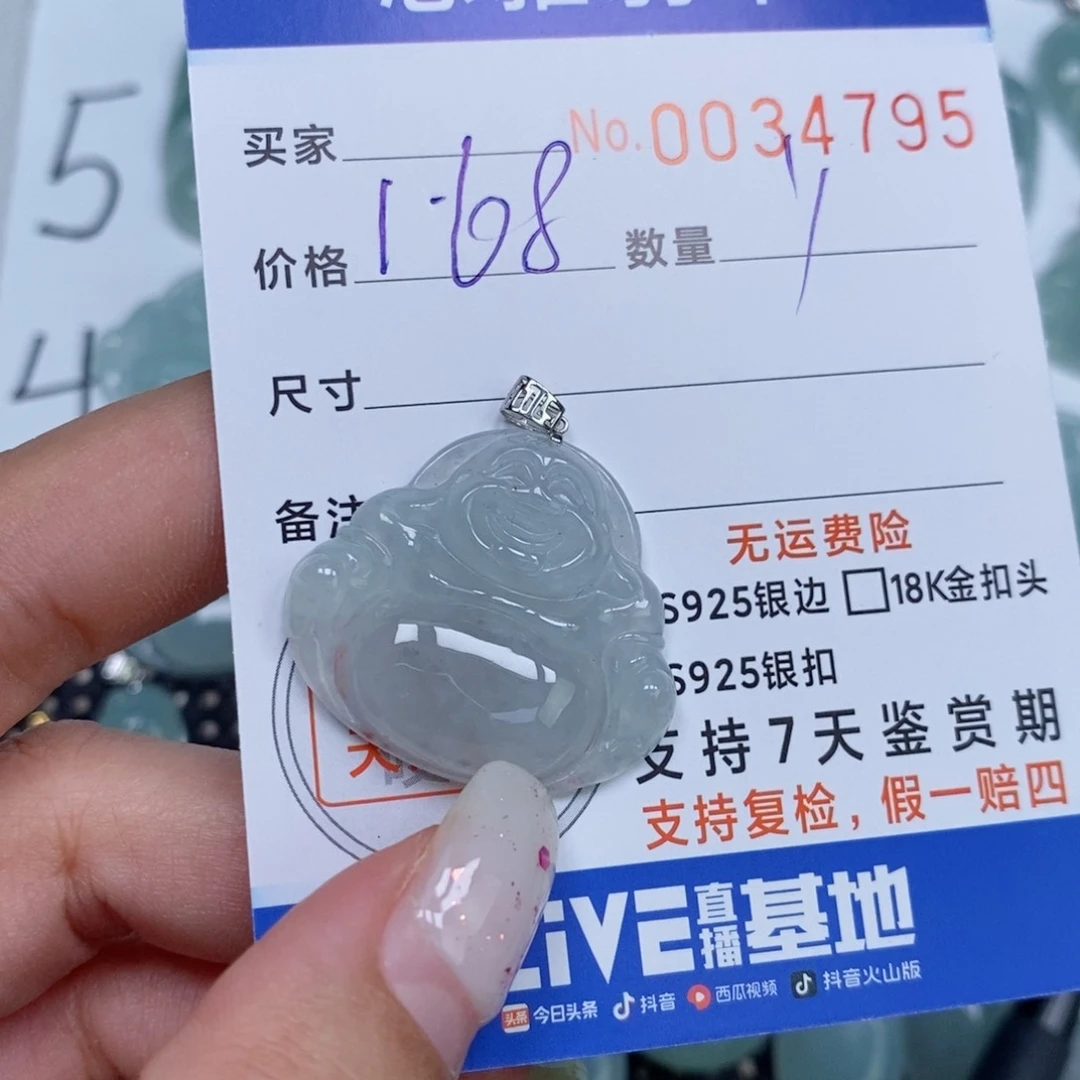 5
4
买家 No.0034795
价格 1·68 数量 1
尺寸
备注
无运费险
S925银边 □18K金扣头
S925银扣
天
支持7天鉴赏期
支持复检，假一赔四
LIVE直播基地
头条 今日头条 抖音 西瓜视频 抖音火山版